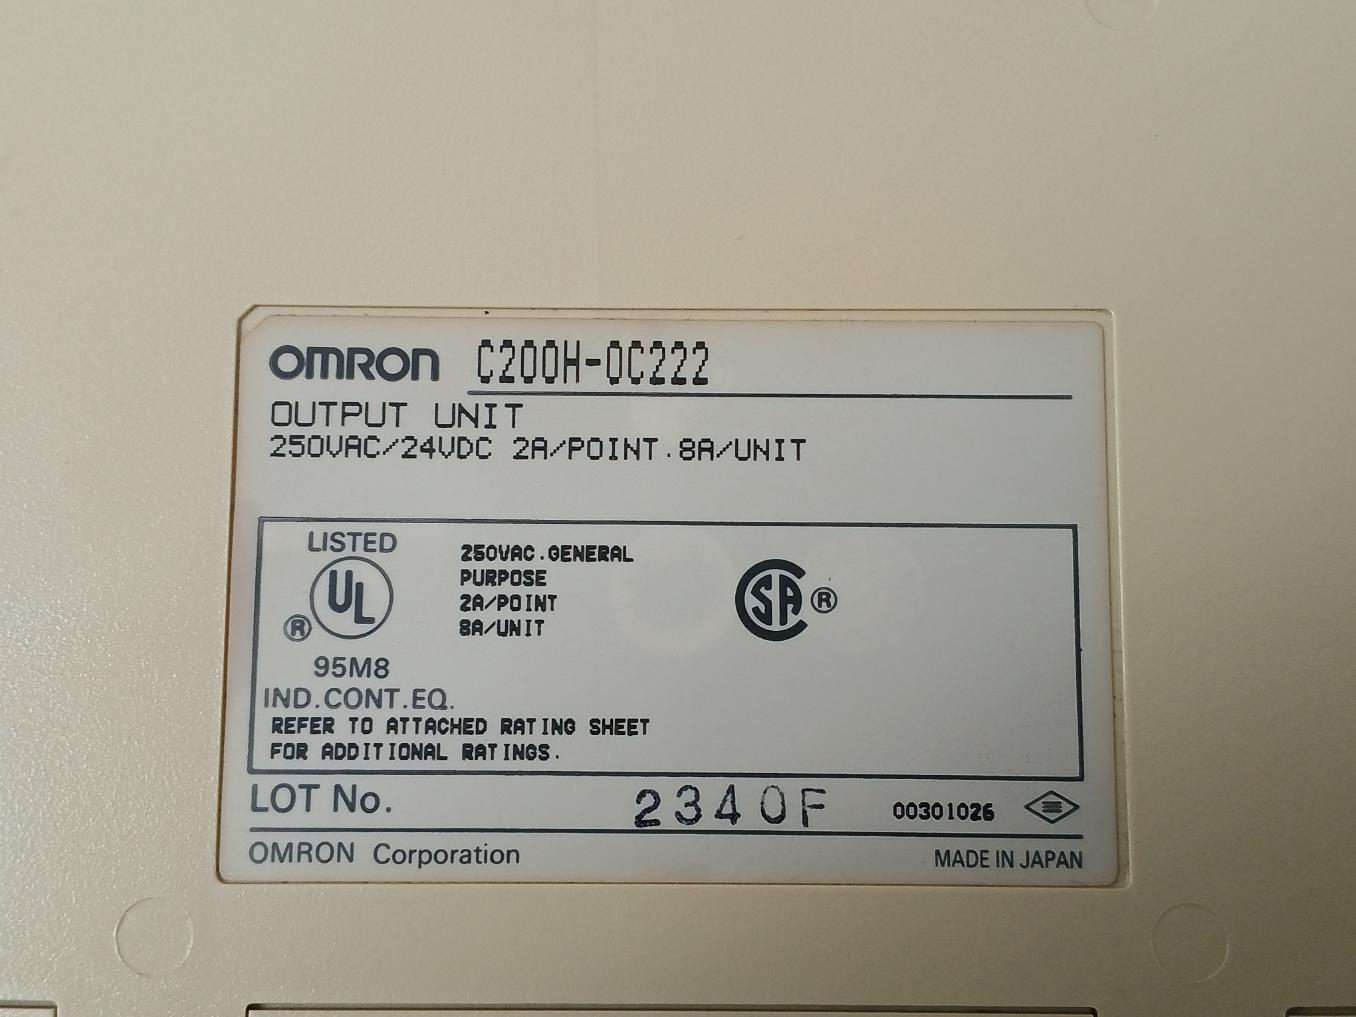 OMRON C200H-OC222
OUTPUT UNIT
250VAC/24VDC 2A/POINT.8A/UNIT
LISTED
UL
®
95M8
IND.CONT.EQ.
250VAC.GENERAL
PURPOSE
2A/POINT
8A/UNIT
SA ®
REFER TO ATTACHED RATING SHEET
FOR ADDITIONAL RATINGS.
LOT No. 2340F 00301026
OMRON Corporation MADE IN JAPAN